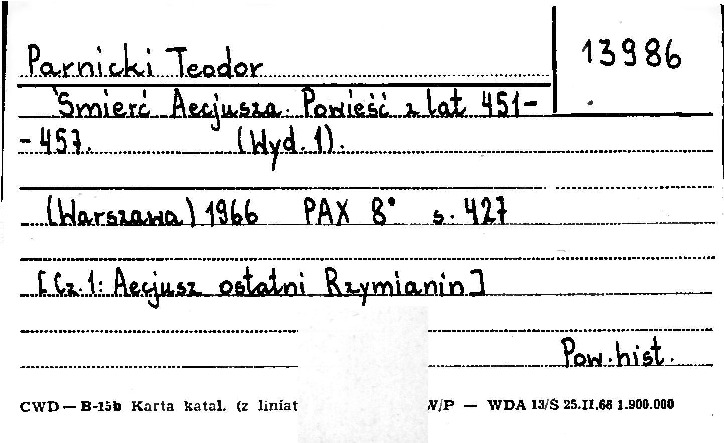 Parnicki Teodor
13986
Śmierć Aecjusza. Powieść z lat 451-
-457. (Wyd. 1).
(Warszawa) 1966 PAX 8° s. 427
[Cz. 1: Aecjusz ostatni Rzymianin]
Pow. hist.
CWD — B-15b Karta katal. (z liniat W/P — WDA 13/S 25.II.66 1.900.000